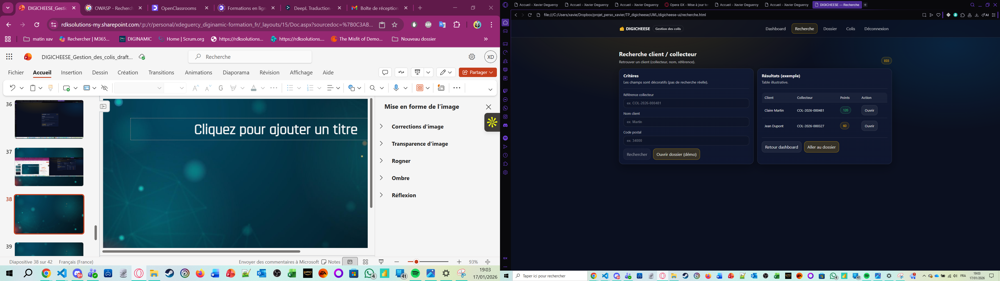 DIGICHEESE_Gestic
OWASP - Recherch
OpenClassrooms
Formations en lign
DeepL Traduction
Boîte de réception
rdksolutions-my.sharepoint.com/:p:/r/personal/xdeguercy_diginamic-formation_fr/_layouts/15/Doc.aspx?sourcedoc=%7B0C3AB...
matin xav
Rechercher | M365...
DIGINAMIC
Home | Scrum.org
https://rdksolutions...
https://rdksolutions....
The Misfit of Demo...
Nouveau dossier
DIGICHEESE_Gestion_des_colis_draft...
Recherche
XD
Fichier
Accueil
Insertion
Dessin
Création
Transitions
Animations
Diaporama
Révision
Affichage
Aide
Partager
36
37
38
39
Cliquez pour ajouter un titre
Mise en forme de l’image
Corrections d'image
Transparence d’image
Rogner
Ombre
Réflexion
Diapositive 38 sur 42
Français (France)
Envoyer des commentaires à Microsoft
Notes
93%
19:03
17/01/2026
Accueil - Xavier Deguercy
Accueil - Xavier Deguercy
Accueil - Xavier Deguercy
Opera GX - Mise à jour ter
Accueil - Xavier Deguercy
Accueil - Xavier Deguercy
DIGICHEESE — Recherche
file:///C:/Users/xavie/Dropbox/projet_perso_xavier/TP_digicheese/UML/digicheese-ui/recherche.html
AI
DIGICHEESE
Gestion des colis
Dashboard
Recherche
Dossier
Colis
Déconnexion
Recherche client / collecteur
Retrouver un client (collecteur, nom, référence).
E03
Critères
Les champs sont décoratifs (pas de recherche réelle).
Référence collecteur
ex. COL-2026-000481
Nom client
ex. Martin
Code postal
ex. 34000
Rechercher
Ouvrir dossier (démo)
Résultats (exemple)
Table illustrative.
Client Collecteur Points Action
Claire Martin COL-2026-000481 120 Ouvrir
Jean Dupont COL-2026-000327 60 Ouvrir
Retour dashboard
Aller au dossier
GX
Taper ici pour rechercher
FRA
19:03
17/01/2026